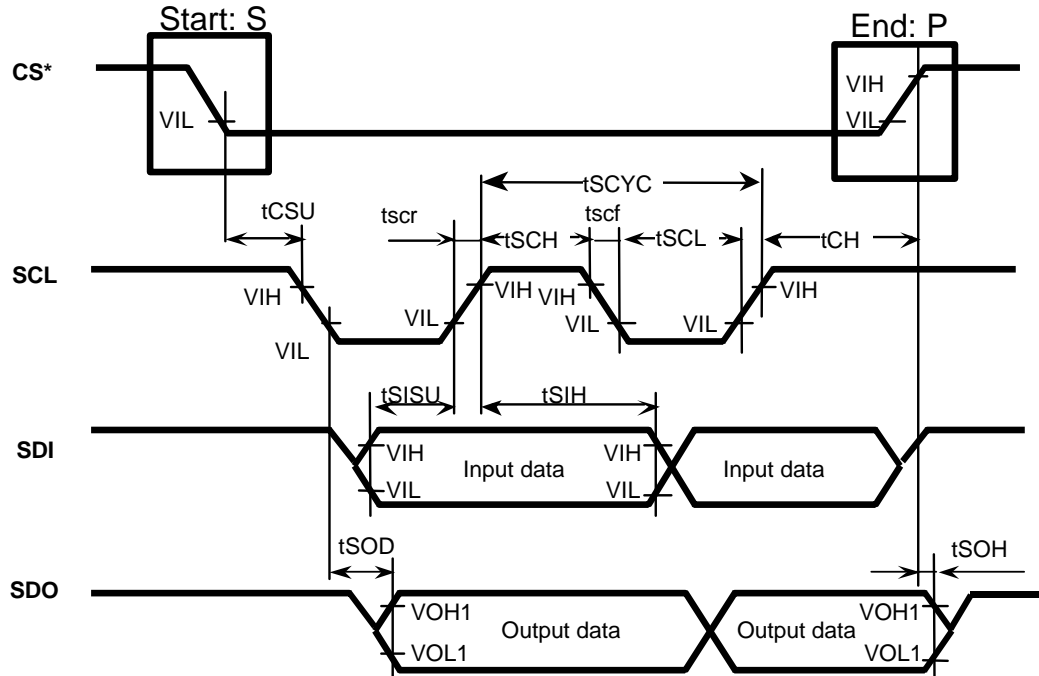 Start: S
End: P
CS*
VIL
VIH
VIL
tSCYC
tCSU
tscr
tSCH
tscf
tSCL
tCH
SCL
VIH
VIL
VIL
VIH
VIH
VIL
VIL
VIH
tSISU
tSIH
SDI
VIH
VIL
Input data
VIH
VIL
Input data
tSOD
tSOH
SDO
VOH1
VOL1
Output data
Output data
VOH1
VOL1